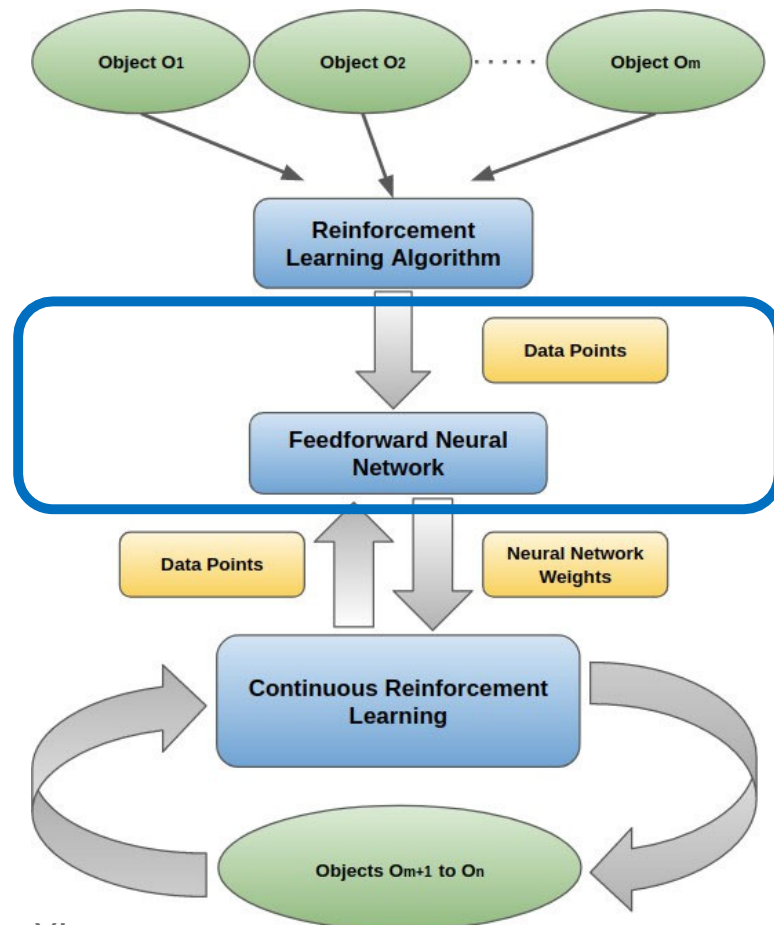 Object O1
Object O2
.....
Object Om
Reinforcement
Learning Algorithm
Data Points
Feedforward Neural
Network
Data Points
Neural Network
Weights
Continuous Reinforcement
Learning
Objects Om+1 to On